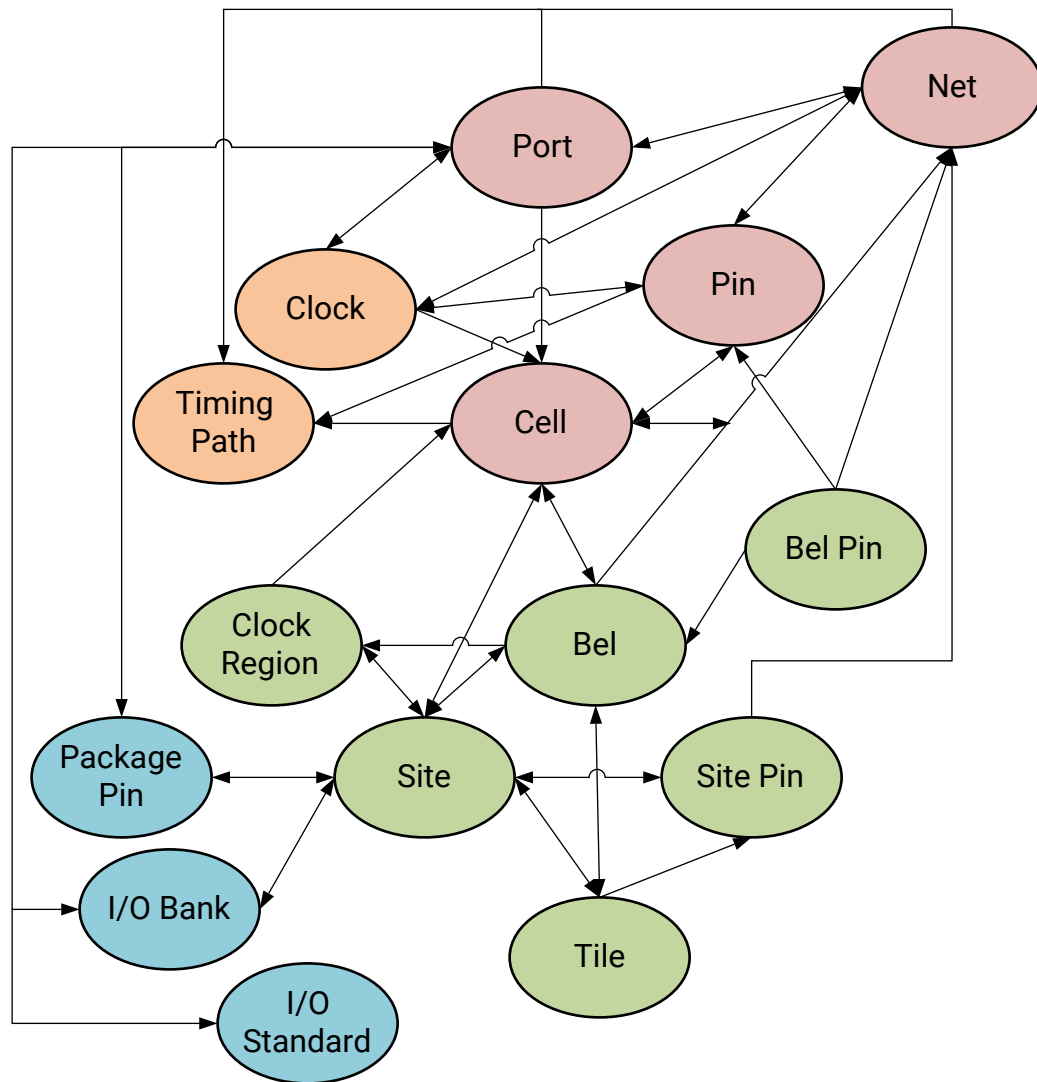 Net
Port
Pin
Clock
Timing
Path
Cell
Bel Pin
Clock
Region
Bel
Package
Pin
Site
Site Pin
I/O Bank
Tile
I/O
Standard